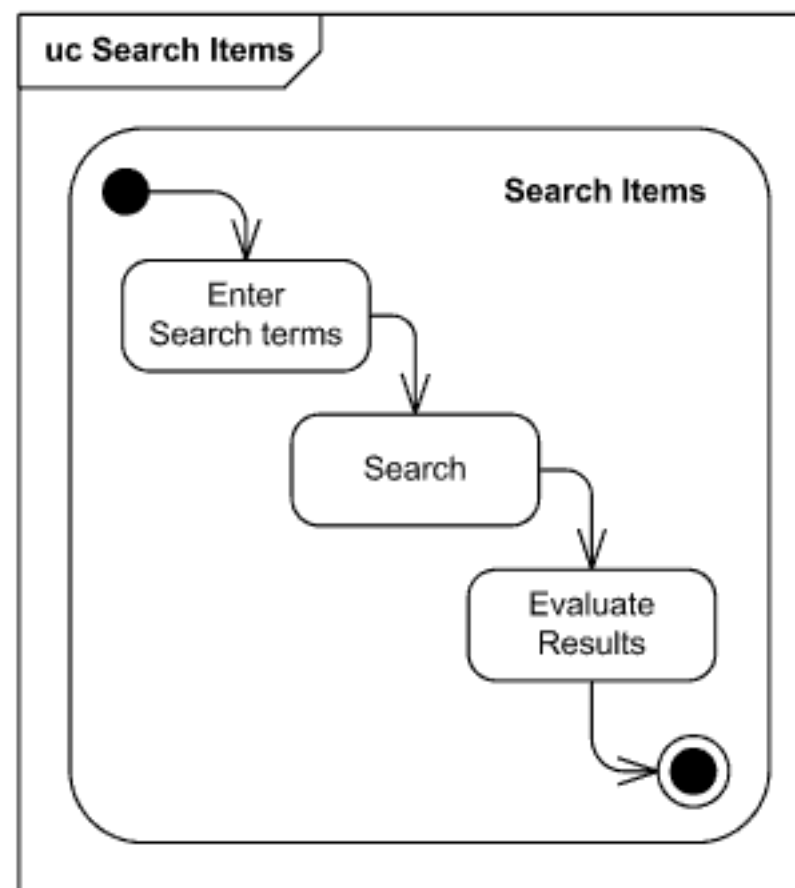 uc Search Items
Search Items
Enter
Search terms
Search
Evaluate
Results